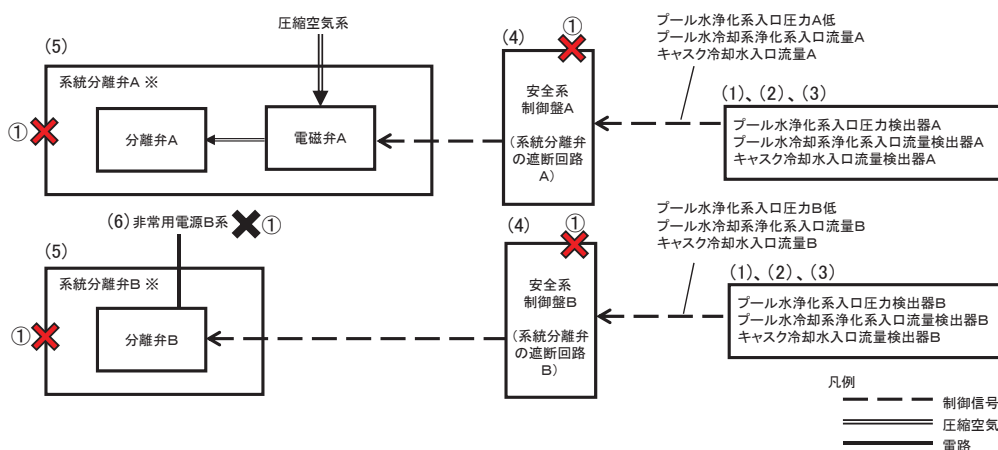 圧縮空気系
(5)
系統分離弁A ※
①
分離弁A
電磁弁A
(4)
①
安全系
制御盤A
(系統分離弁
の遮断回路
A)
プール水浄化系入口圧力A低
プール水冷却系浄化系入口流量A
キャスク冷却水入口流量A
(1)、(2)、(3)
プール水浄化系入口圧力検出器A
プール水冷却系浄化系入口流量検出器A
キャスク冷却水入口流量検出器A
(6)非常用電源B系
①
(5)
系統分離弁B ※
①
分離弁B
(4)
①
安全系
制御盤B
(系統分離弁
の遮断回路
B)
プール水浄化系入口圧力B低
プール水冷却系浄化系入口流量B
キャスク冷却水入口流量B
(1)、(2)、(3)
プール水浄化系入口圧力検出器B
プール水冷却系浄化系入口流量検出器B
キャスク冷却水入口流量検出器B
凡例
制御信号
圧縮空気
電路